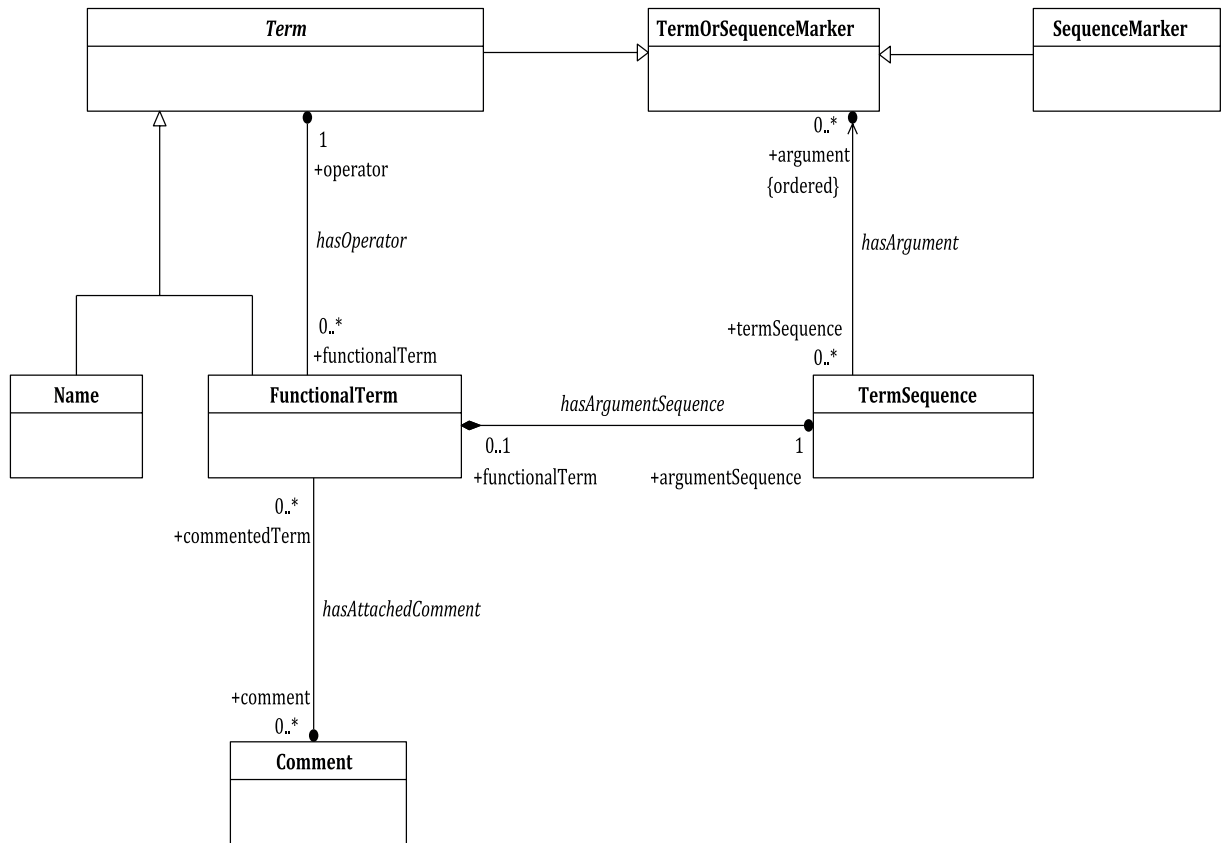 Term
TermOrSequenceMarker
SequenceMarker
1
+operator
0..*
+argument
{ordered}
hasOperator
hasArgument
0..*
+functionalTerm
+termSequence
0..*
Name
FunctionalTerm
TermSequence
hasArgumentSequence
0..1
1
+functionalTerm
+argumentSequence
0..*
+commentedTerm
hasAttachedComment
+comment
0..*
Comment